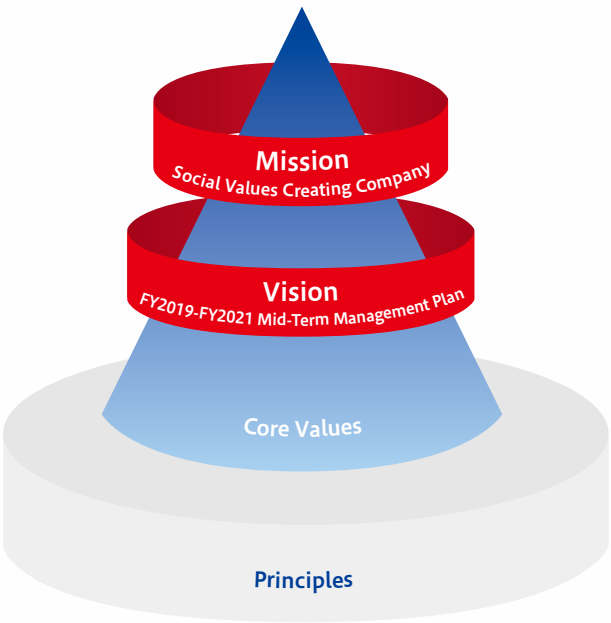 Mission
Social Values Creating Company
Vision
FY2019-FY2021 Mid-Term Management Plan
Core Values
Principles